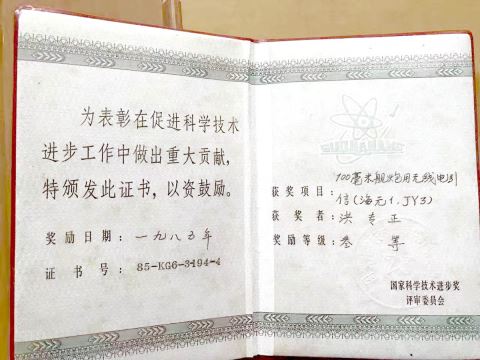 为表彰在促进科学技术
进步工作中做出重大贡献，
特颁发此证书，以资鼓励。
奖励日期：一九八五年
证书号：85-KG6-3194-4
100毫米舰炮用无线电引
获奖项目：信(海无1.JY3)
获奖者：洪专正
奖励等级：叁等
国家科学技术进步奖
评审委员会